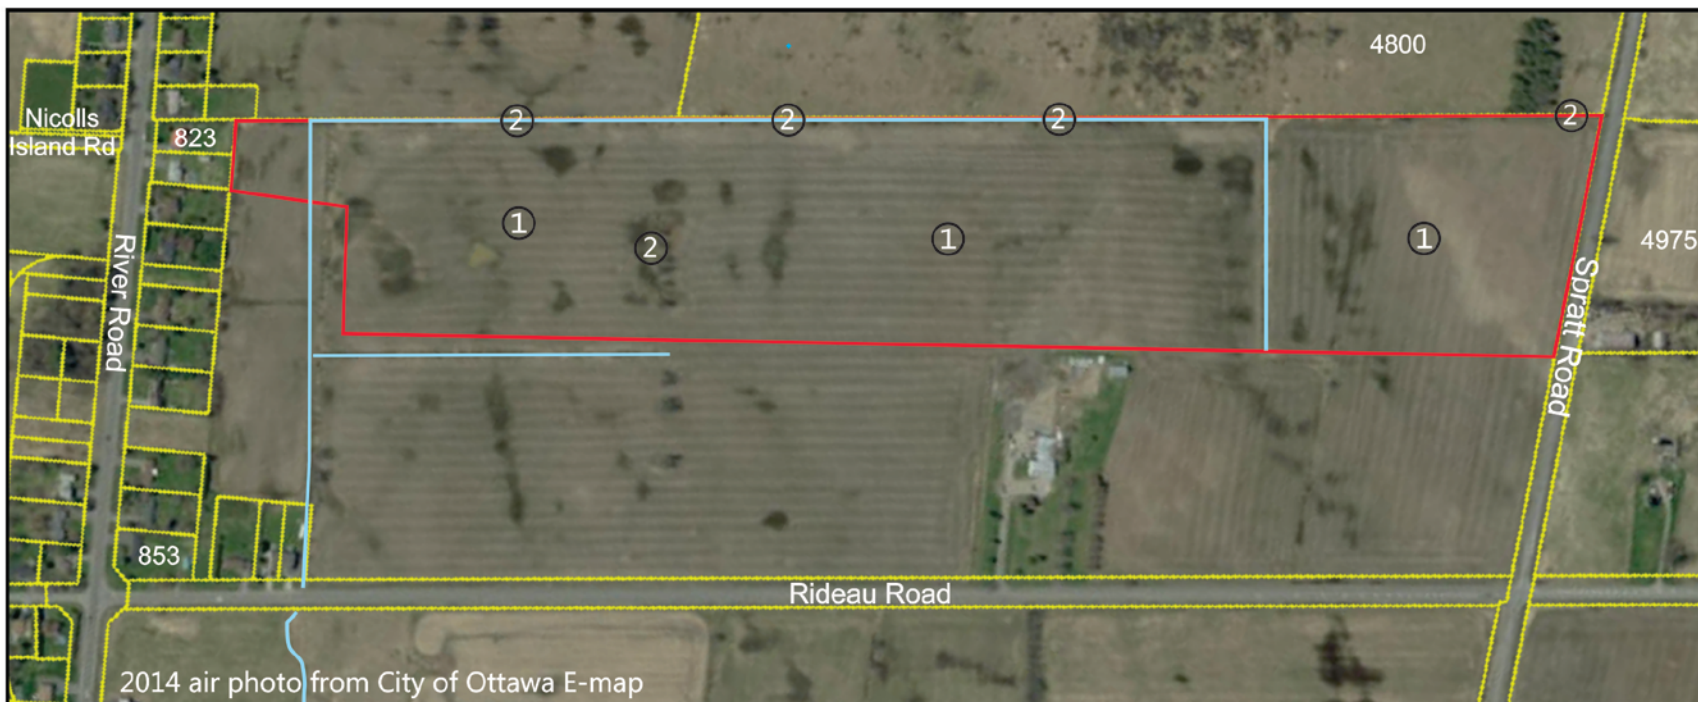 4800
Nicolls
Island Rd
823
2
2
2
2
1
2
1
1
4975
River Road
Spratt Road
853
Rideau Road
2014 air photo from City of Ottawa E-map